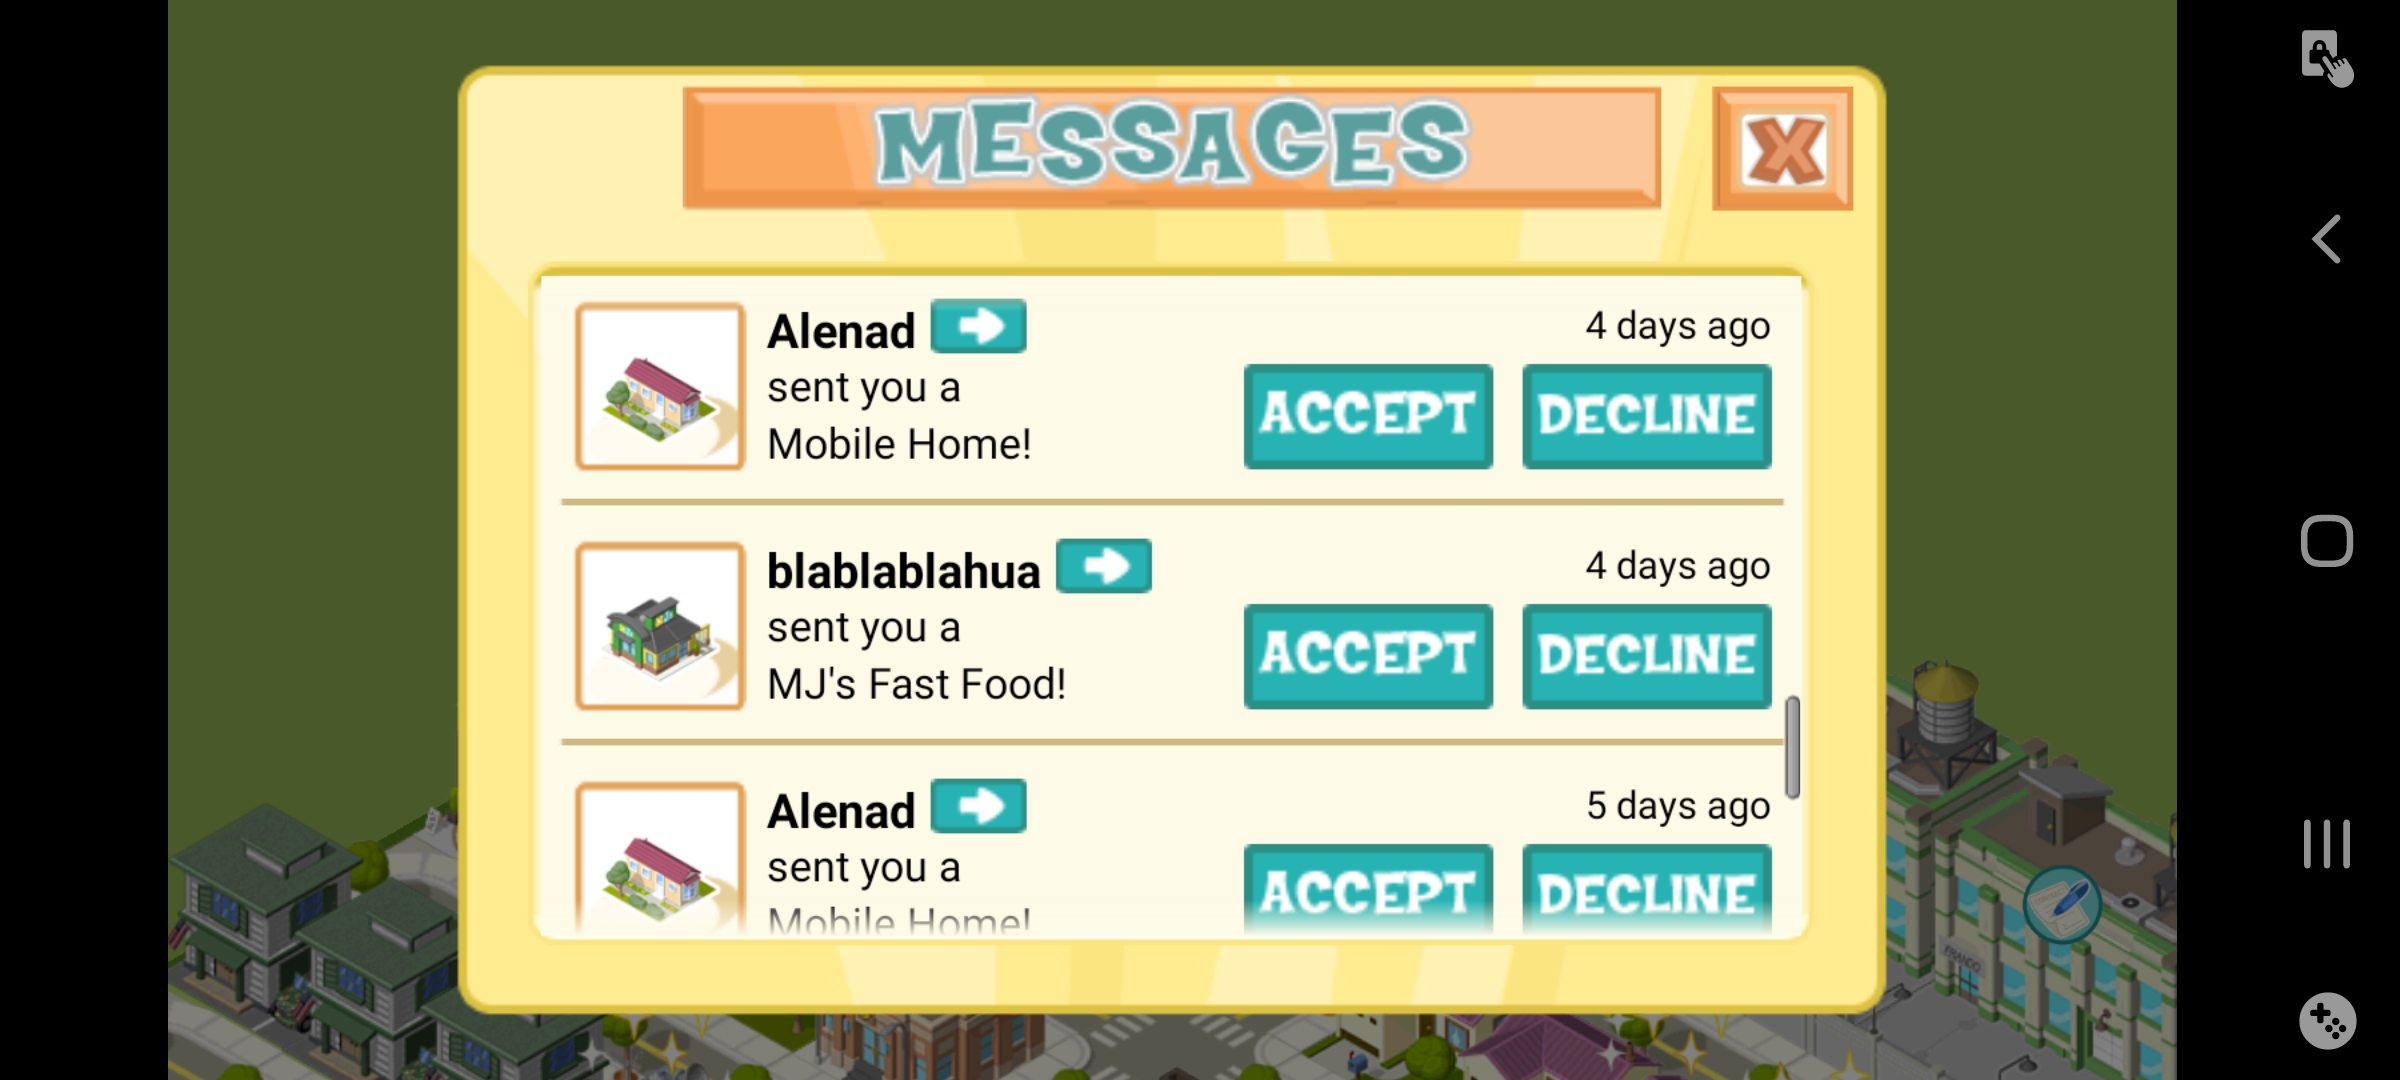 MESSAGES
X
Alenad
4 days ago
sent you a
Mobile Home!
ACCEPT
DECLINE
blablablahua
4 days ago
sent you a
MJ's Fast Food!
ACCEPT
DECLINE
Alenad
5 days ago
sent you a
Mobile Home!
ACCEPT
DECLINE